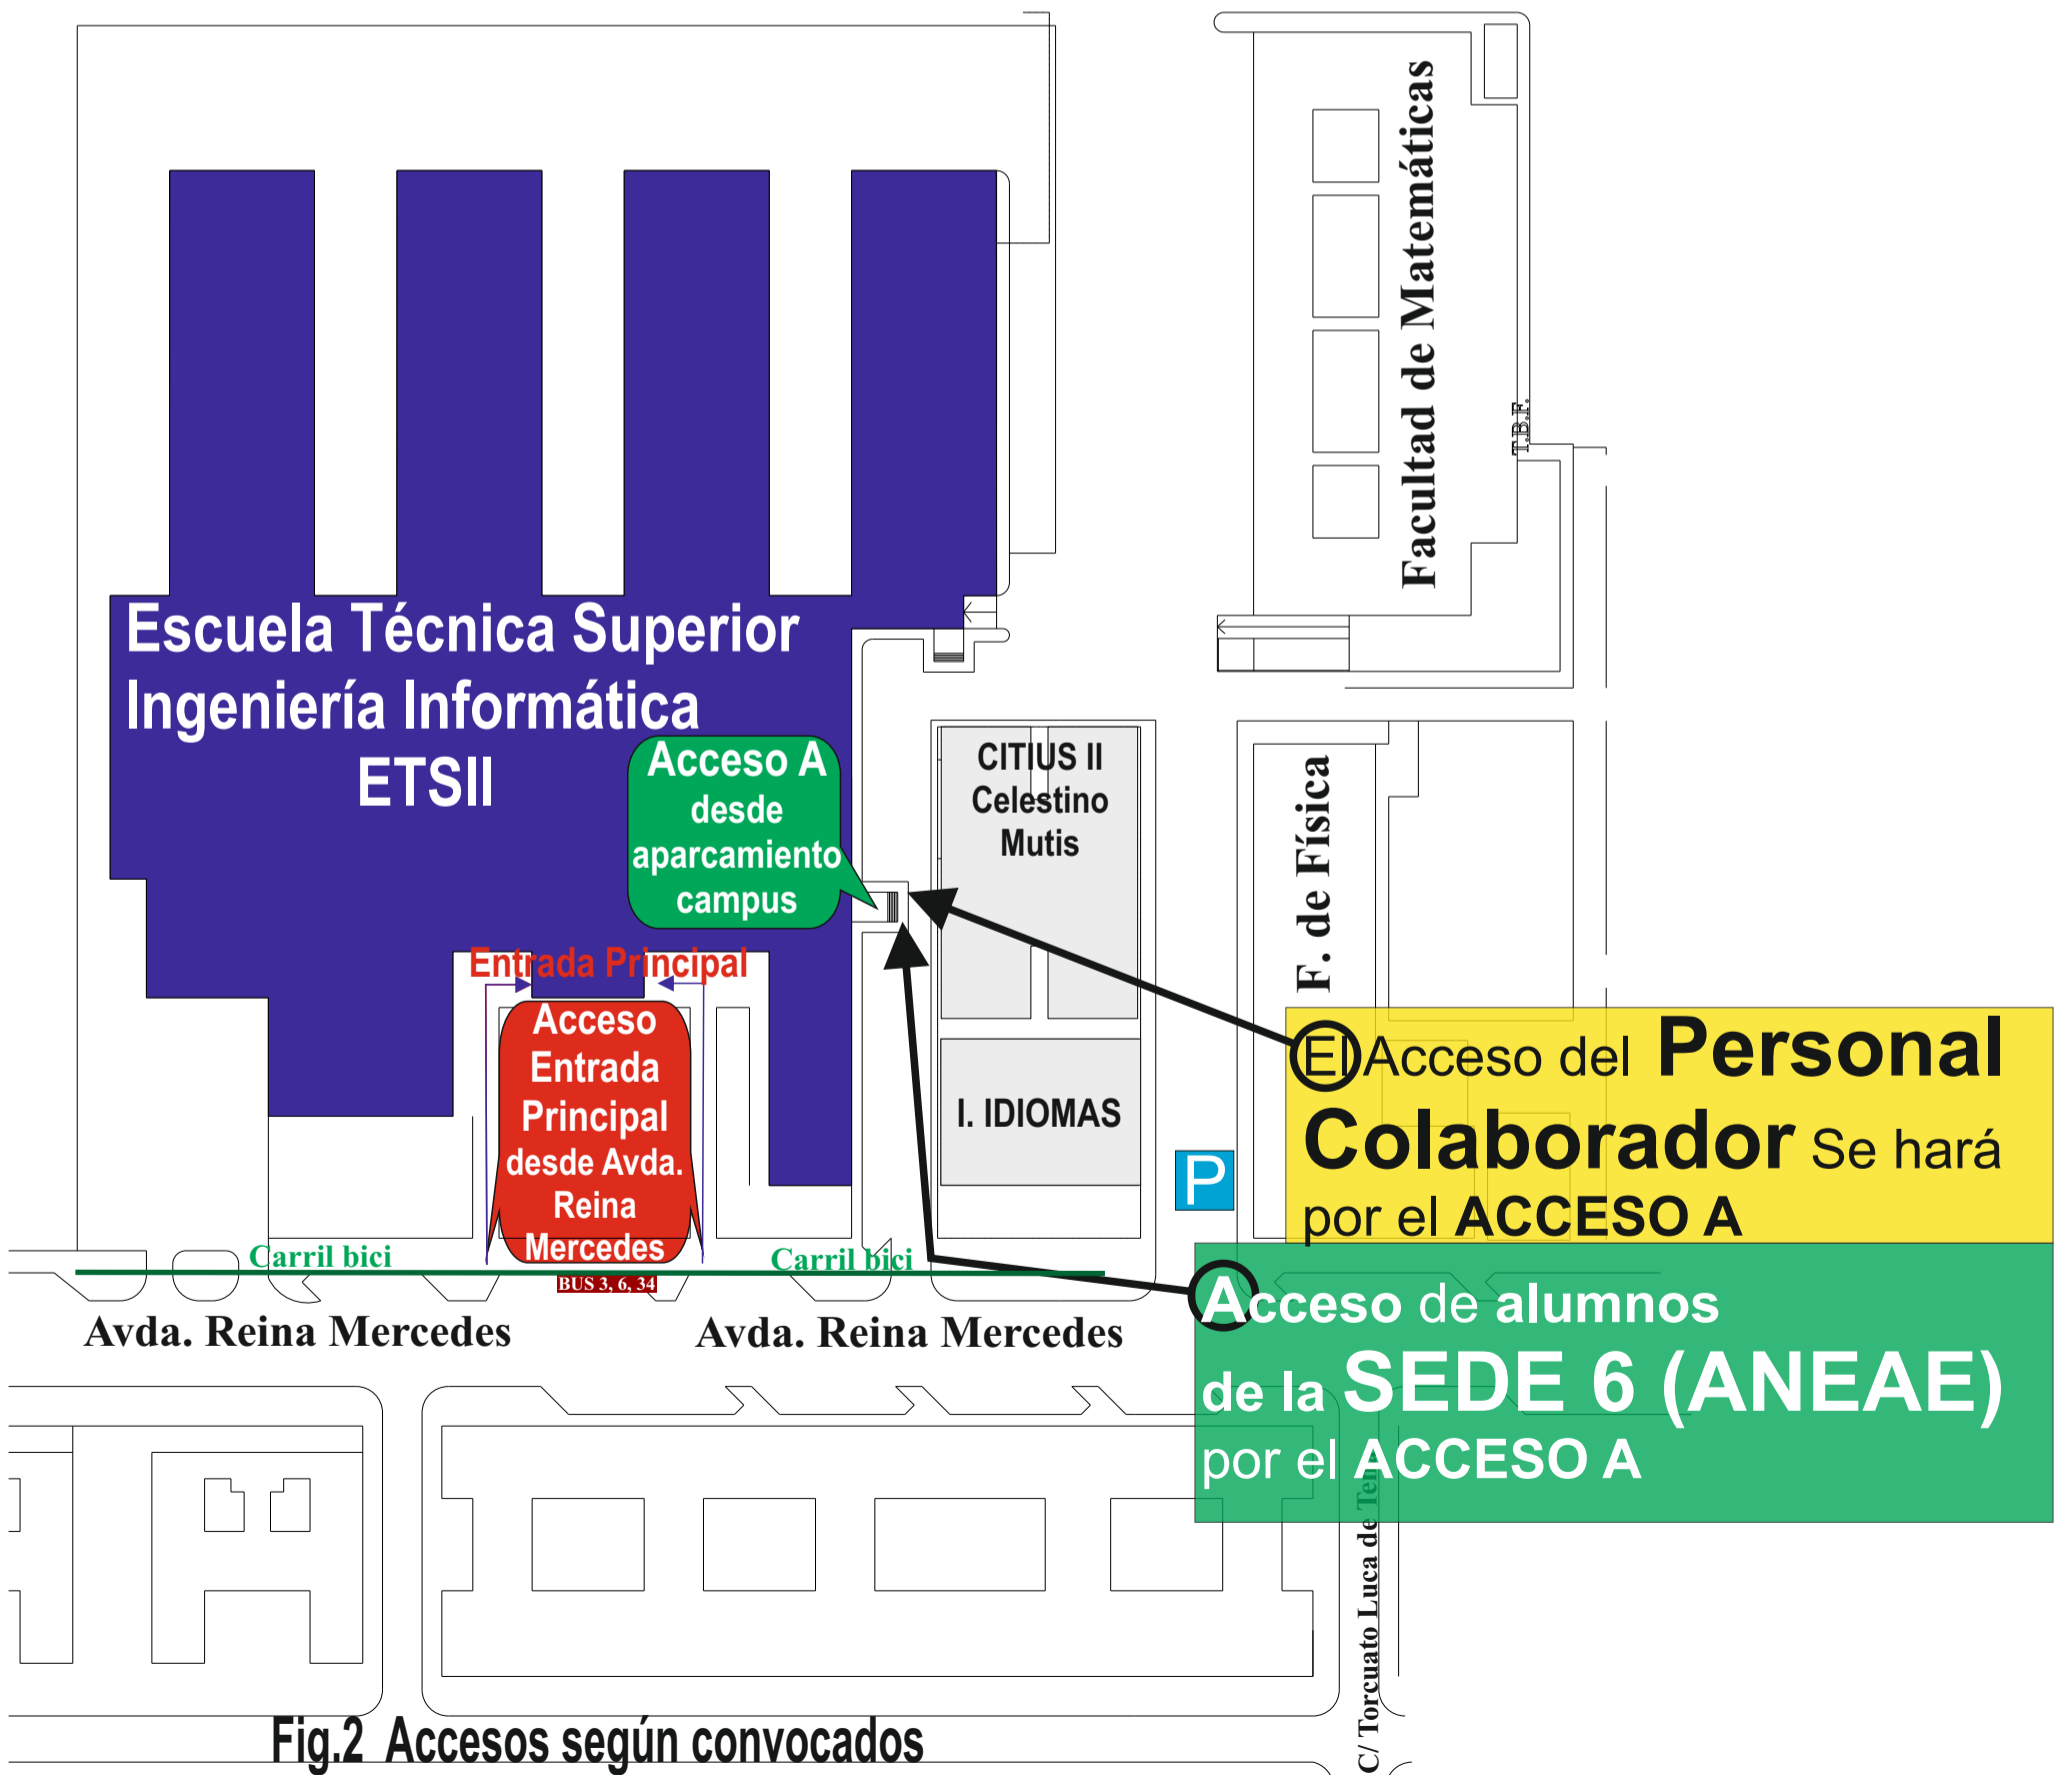 Facultad de Matemáticas
T.B.F.
Escuela Técnica Superior
Ingeniería Informática
ETSII
Acceso A
desde
aparcamiento
campus
CITIUS II
Celestino
Mutis
F. de Física
Entrada Principal
Acceso
Entrada
Principal
desde Avda.
Reina
Mercedes
I. IDIOMAS
P
El Acceso del Personal
Colaborador Se hará
por el ACCESO A
Carril bici
Carril bici
BUS 3, 6, 34
Avda. Reina Mercedes
Avda. Reina Mercedes
Acceso de alumnos
de la SEDE 6 (ANEAE)
por el ACCESO A
C/ Torcuato Luca de Tena
Fig.2 Accesos según convocados